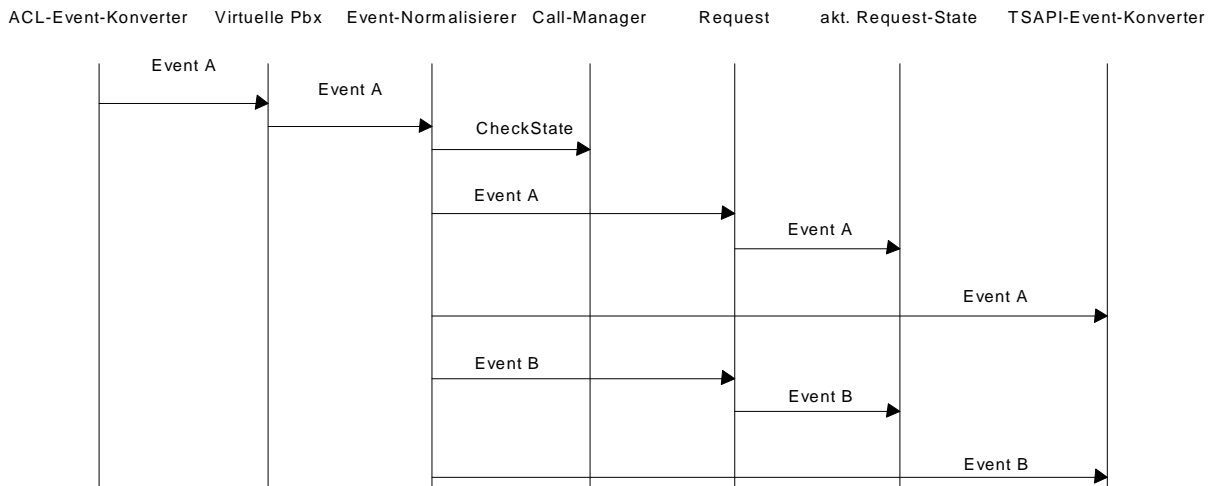 ACL-Event-Konverter Virtuelle Pbx Event-Normalisierer Call-Manager Request akt. Request-State TSAPI-Event-Konverter
Event A
Event A
CheckState
Event A
Event A
Event A
Event B
Event B
Event B